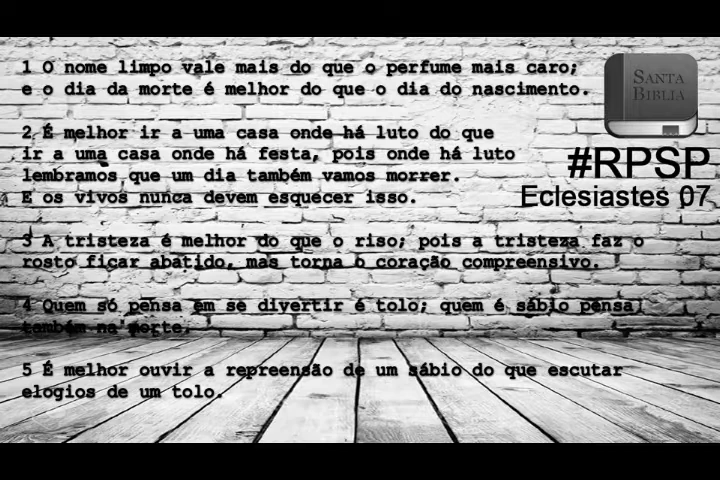 1 O nome limpo vale mais do que o perfume mais caro;
e o dia da morte é melhor do que o dia do nascimento.
2 É melhor ir a uma casa onde há luto do que
ir a uma casa onde há festa, pois onde há luto
lembramos que um dia também vamos morrer.
E os vivos nunca devem esquecer isso.
3 A tristeza é melhor do que o riso; pois a tristeza faz o
rosto ficar abatido, mas torna o coração compreensivo.
4 Quem só pensa em se divertir é tolo; quem é sábio pensa
também na morte.
5 É melhor ouvir a repreensão de um sábio do que escutar
elogios de um tolo.
SANTA
BIBLIA
#RPSP
Eclesiastes 07